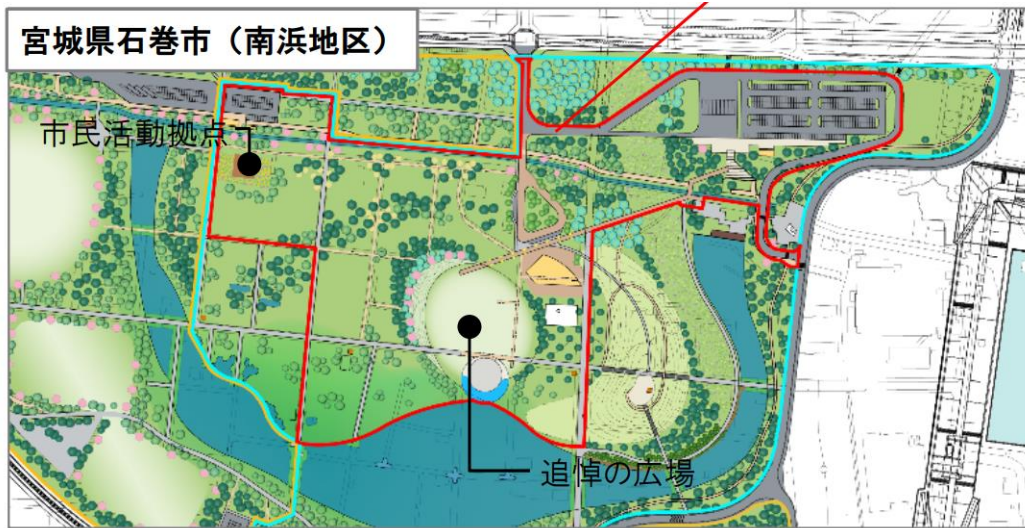 宮城県石巻市（南浜地区）
市民活動拠点
追悼の広場